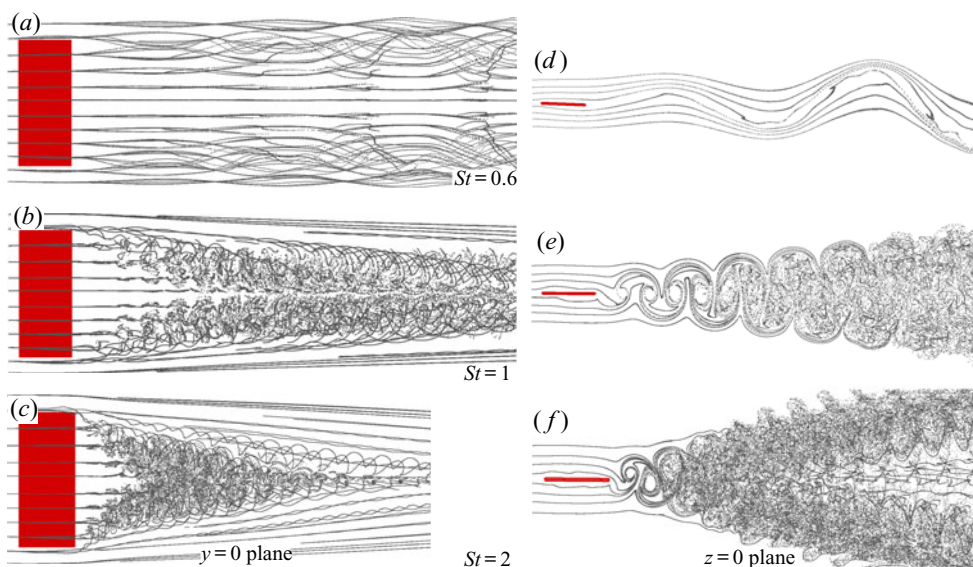 (a)
St = 0.6
(d)
(b)
St = 1
(e)
(c)
y = 0 plane
St = 2
(f)
z = 0 plane